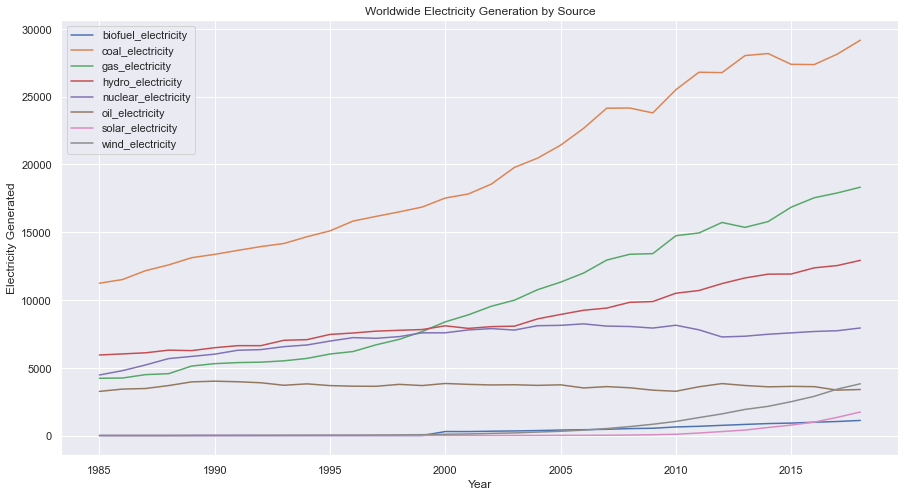 Worldwide Electricity Generation by Source
biofuel_electricity
coal_electricity
gas_electricity
hydro_electricity
nuclear_electricity
oil_electricity
solar_electricity
wind_electricity
Electricity Generated
30000
25000
20000
15000
10000
5000
0
1985 1990 1995 2000 2005 2010 2015
Year